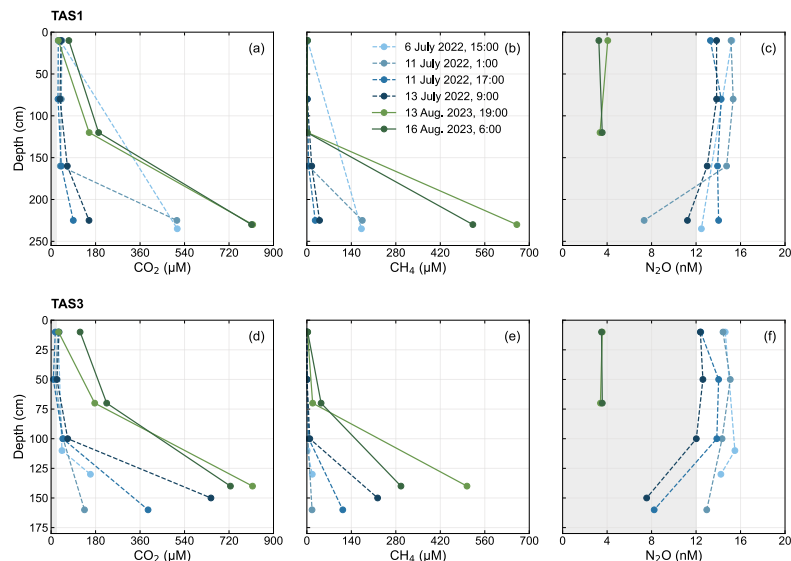 TAS1
0
50
100
150
200
250
Depth (cm)
(a)
0 180 360 540 720 900
CO₂ (μM)
(b)
6 July 2022, 15:00
11 July 2022, 1:00
11 July 2022, 17:00
13 July 2022, 9:00
13 Aug. 2023, 19:00
16 Aug. 2023, 6:00
0 140 280 420 560 700
CH₄ (μM)
(c)
0 4 8 12 16 20
N₂O (nM)
TAS3
0
25
50
75
100
125
150
175
Depth (cm)
(d)
0 180 360 540 720 900
CO₂ (μM)
(e)
0 140 280 420 560 700
CH₄ (μM)
(f)
0 4 8 12 16 20
N₂O (nM)